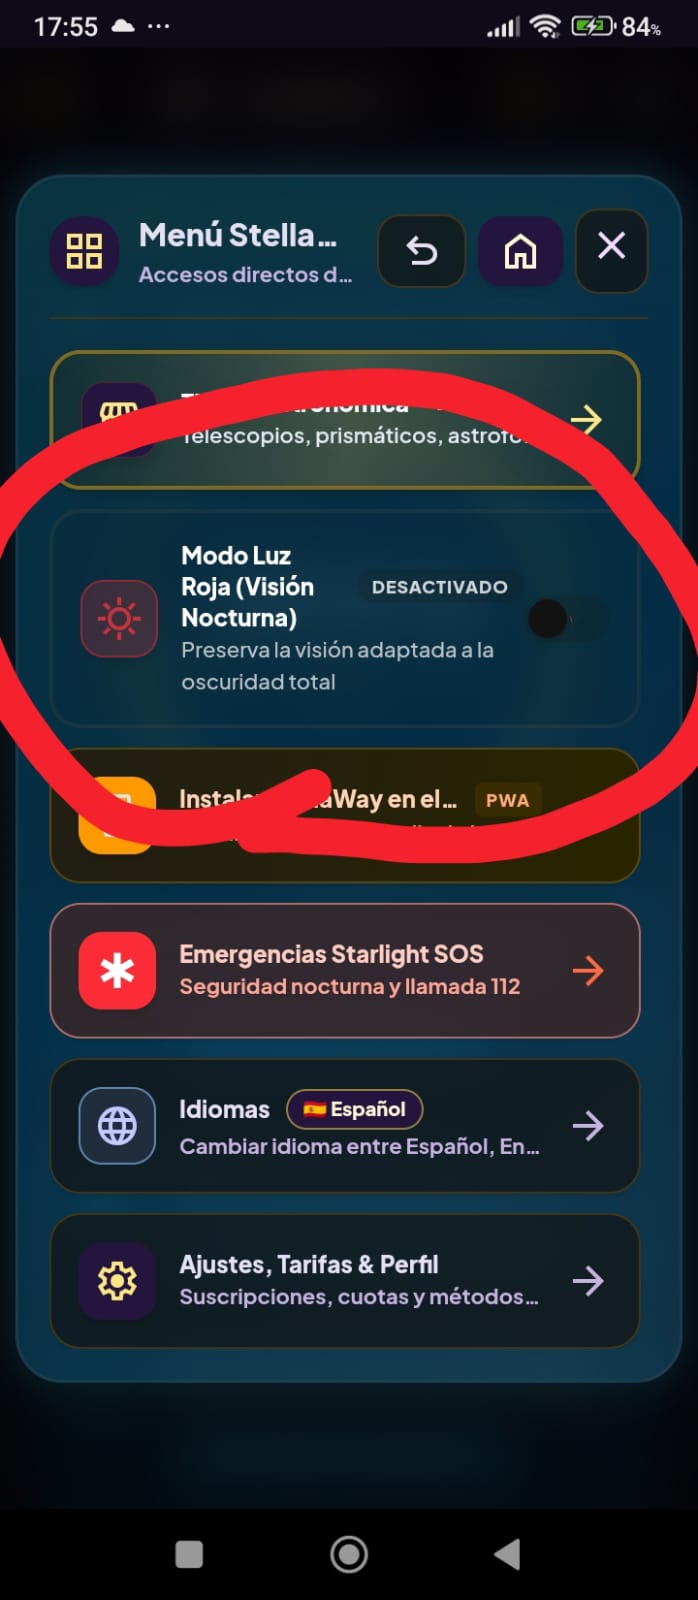 17:55 ... 84%
Menú Stella...
Accesos directos d...
Telescopios, prismáticos, astrofo...
Modo Luz
Roja (Visión
Nocturna)
DESACTIVADO
Preserva la visión adaptada a la
oscuridad total
en el... PWA
Emergencias Starlight SOS
Seguridad nocturna y llamada 112
Idiomas Español
Cambiar idioma entre Español, En...
Ajustes, Tarifas & Perfil
Suscripciones, cuotas y métodos...